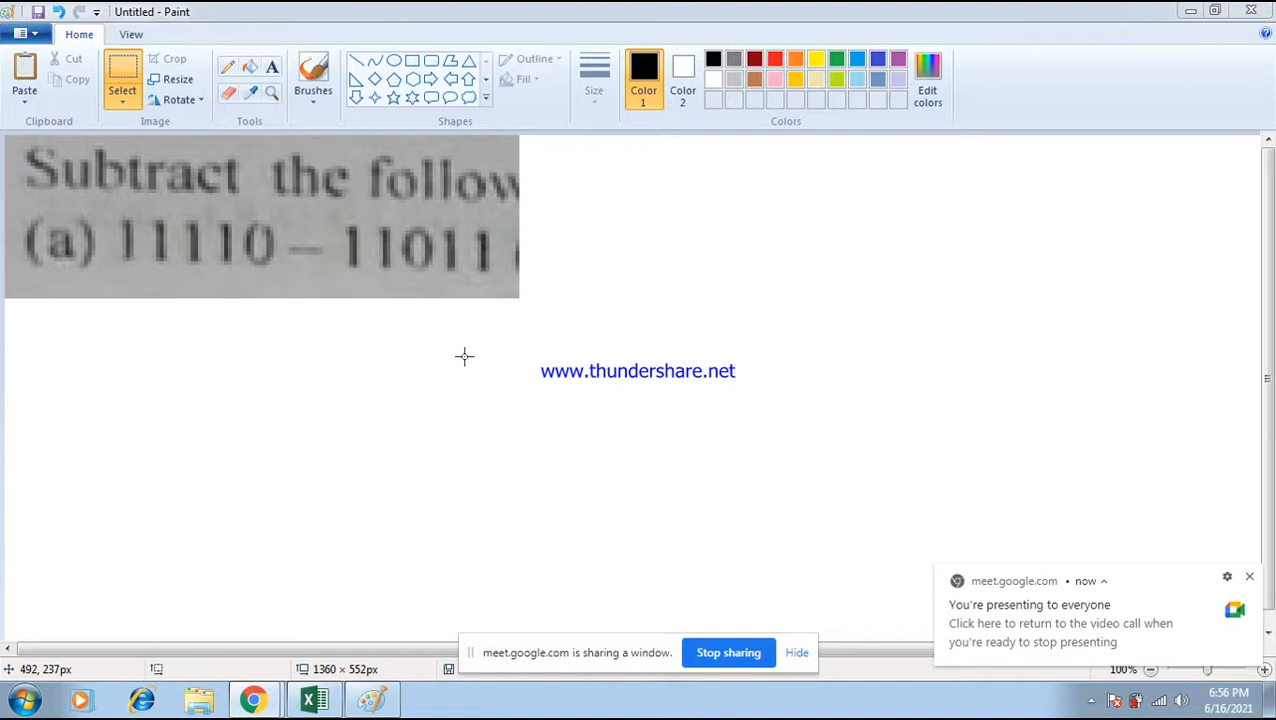 Untitled - Paint
Home
View
Paste
Cut
Copy
Clipboard
Select
Crop
Resize
Rotate
Image
A
Tools
Brushes
Shapes
Outline
Fill
Size
Color 1
Color 2
Edit colors
Colors
Subtract the follow
(a) 11110 – 11011
www.thundershare.net
meet.google.com • now
You're presenting to everyone
Click here to return to the video call when
you're ready to stop presenting
meet.google.com is sharing a window.
Stop sharing
Hide
492, 237px
1360 × 552px
100%
6:56 PM
6/16/2021